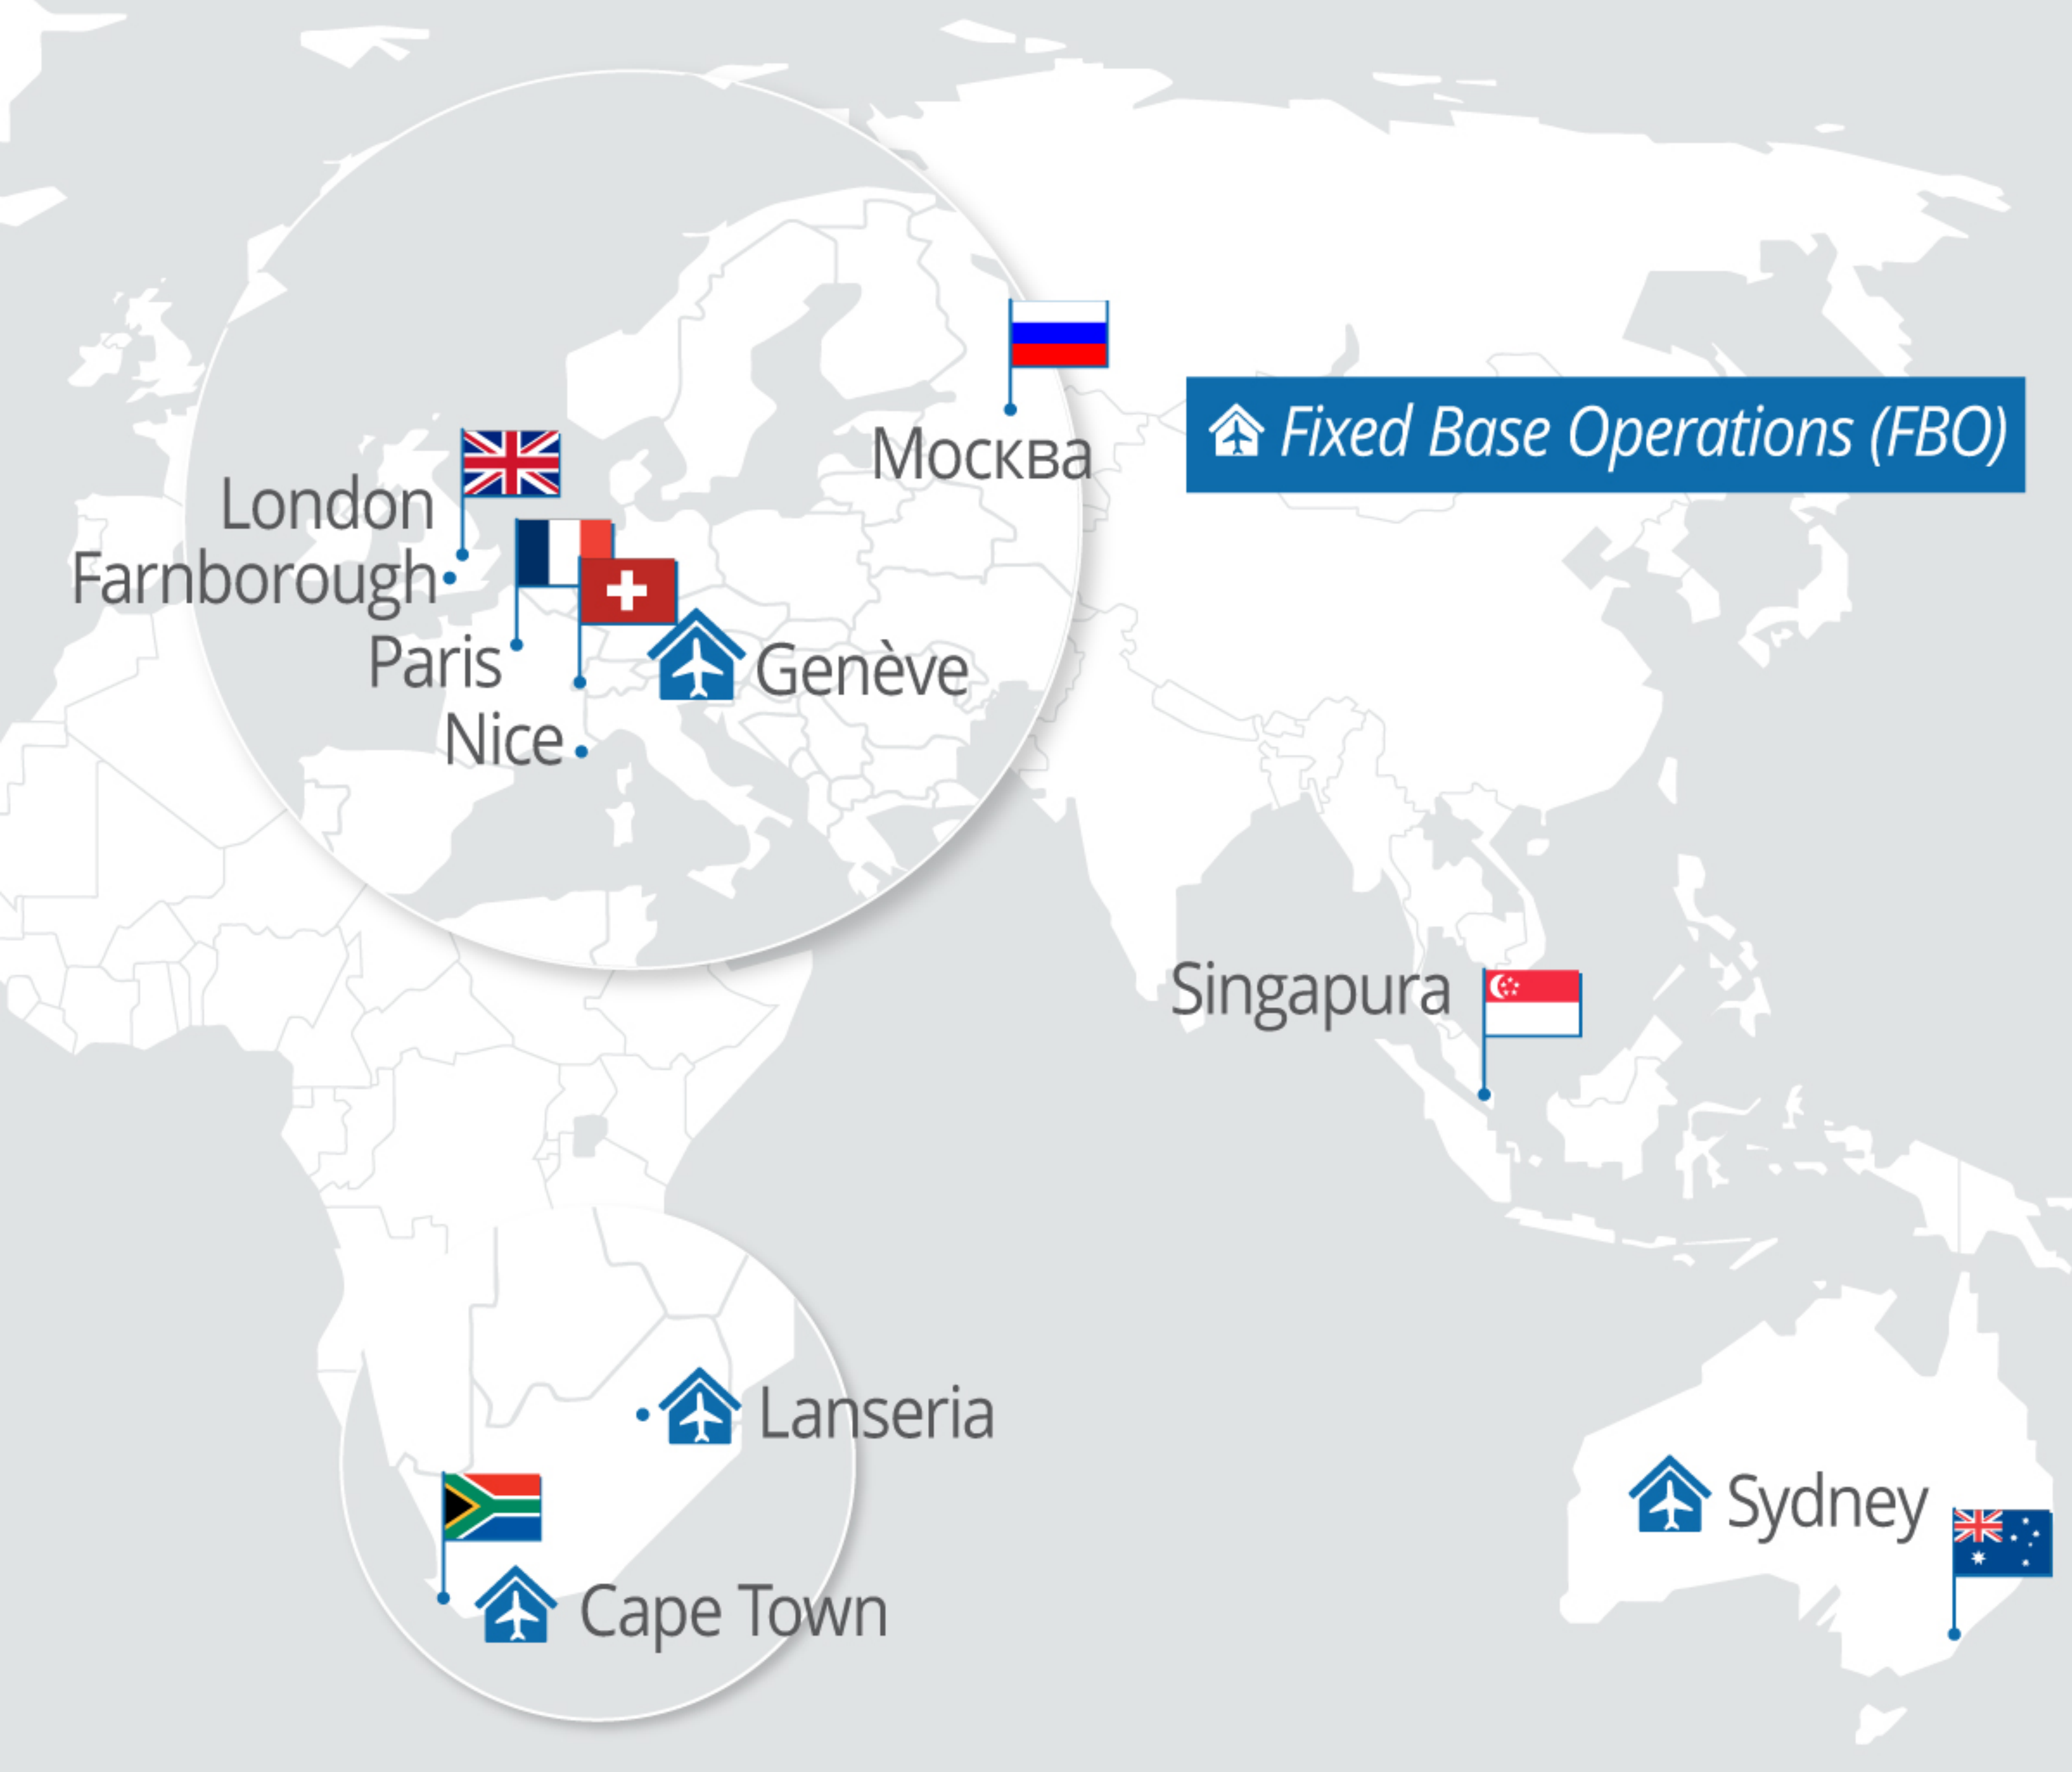 Москва
Fixed Base Operations (FBO)
London
Farnborough
Paris
Genève
Nice
Singapura
Lanseria
Sydney
Cape Town